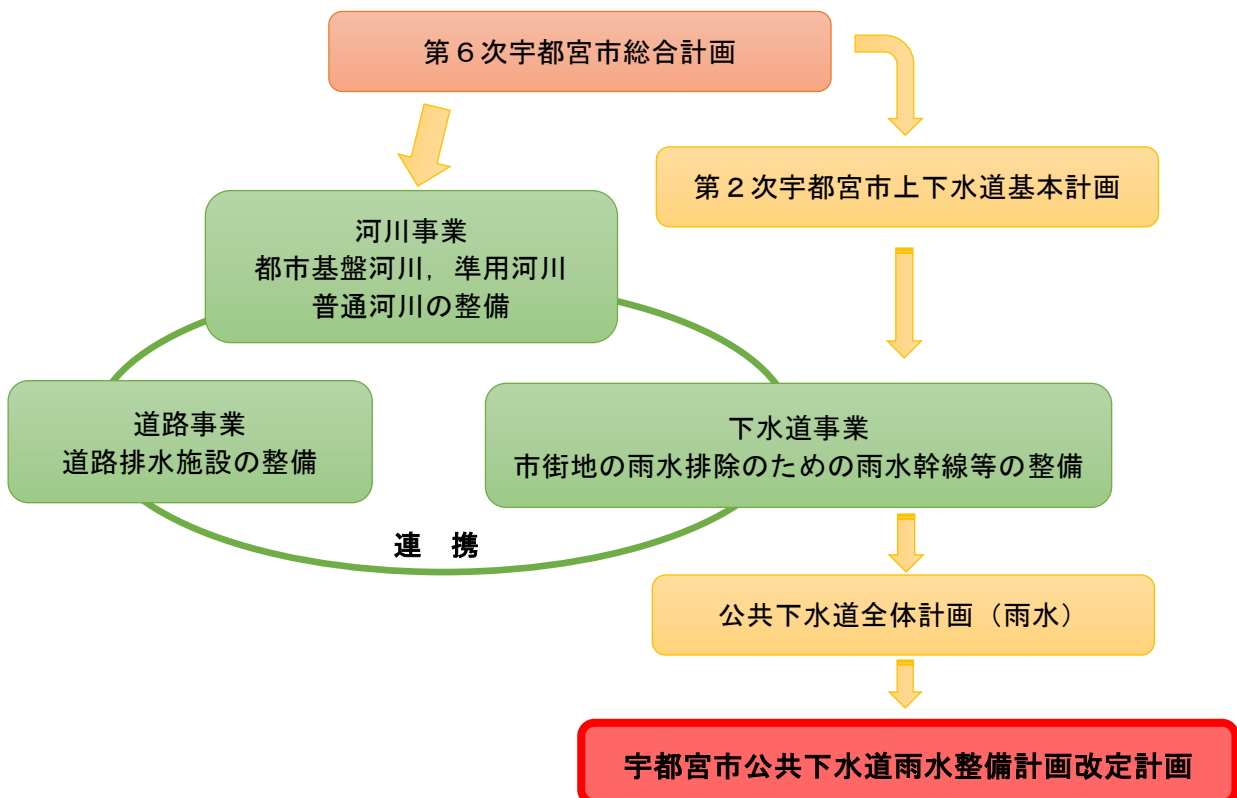 第６次宇都宮市総合計画
第２次宇都宮市上下水道基本計画
河川事業
都市基盤河川，準用河川
普通河川の整備
道路事業
道路排水施設の整備
下水道事業
市街地の雨水排除のための雨水幹線等の整備
連　携
公共下水道全体計画（雨水）
宇都宮市公共下水道雨水整備計画改定計画